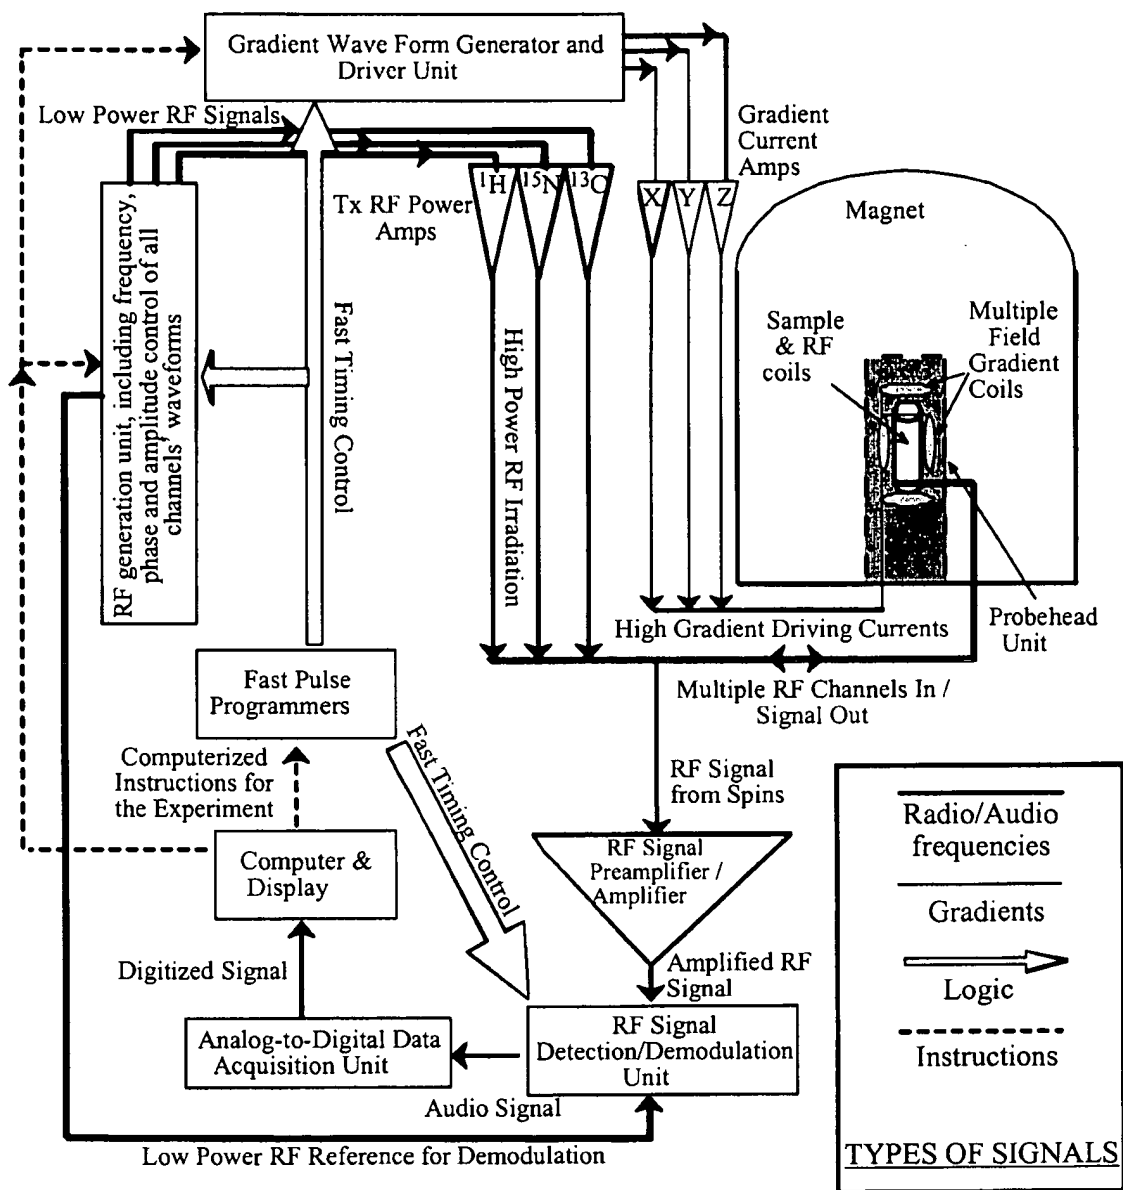 Gradient Wave Form Generator and
Driver Unit
Low Power RF Signals
Gradient
Current
Amps
1H
15N
13C
X
Y
Z
Tx RF Power
Amps
Magnet
RF generation unit, including frequency,
phase and amplitude control of all
channels' waveforms
Fast Timing Control
High Power RF Irradiation
Sample
& RF
coils
Multiple
Field
Gradient
Coils
High Gradient Driving Currents
Probehead
Unit
Multiple RF Channels In /
Signal Out
Fast Pulse
Programmers
Fast Timing Control
Computerized
Instructions for
the Experiment
RF Signal
from Spins
Computer &
Display
RF Signal
Preamplifier /
Amplifier
Digitized Signal
Amplified RF
Signal
Analog-to-Digital Data
Acquisition Unit
RF Signal
Detection/Demodulation
Unit
Audio Signal
Low Power RF Reference for Demodulation
Radio/Audio
frequencies
Gradients
Logic
Instructions
TYPES OF SIGNALS